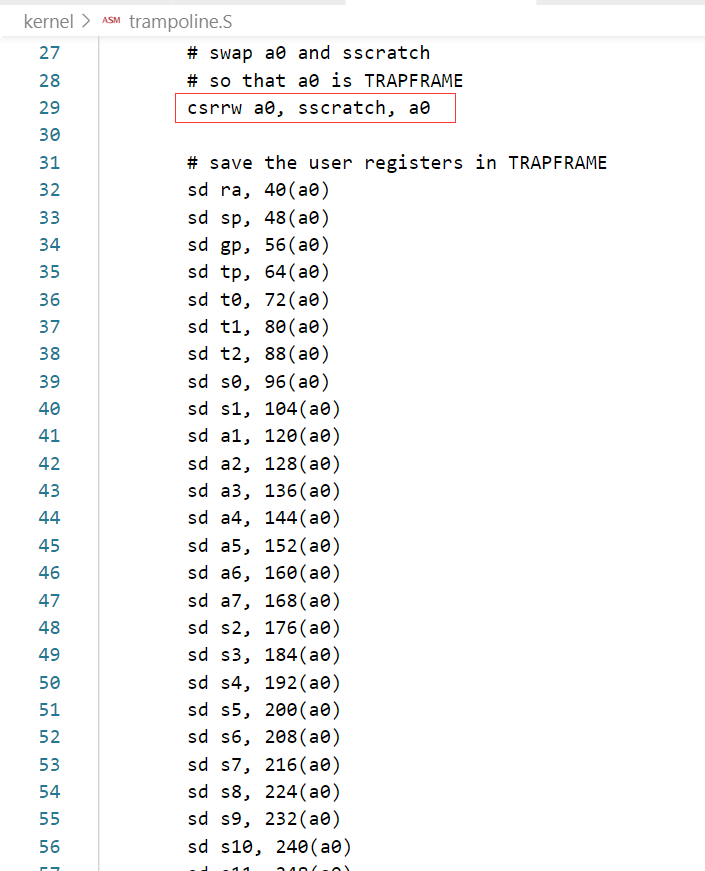 kernel > ASM trampoline.S
27 # swap a0 and sscratch
28 # so that a0 is TRAPFRAME
29 csrrw a0, sscratch, a0
30
31 # save the user registers in TRAPFRAME
32 sd ra, 40(a0)
33 sd sp, 48(a0)
34 sd gp, 56(a0)
35 sd tp, 64(a0)
36 sd t0, 72(a0)
37 sd t1, 80(a0)
38 sd t2, 88(a0)
39 sd s0, 96(a0)
40 sd s1, 104(a0)
41 sd a1, 120(a0)
42 sd a2, 128(a0)
43 sd a3, 136(a0)
44 sd a4, 144(a0)
45 sd a5, 152(a0)
46 sd a6, 160(a0)
47 sd a7, 168(a0)
48 sd s2, 176(a0)
49 sd s3, 184(a0)
50 sd s4, 192(a0)
51 sd s5, 200(a0)
52 sd s6, 208(a0)
53 sd s7, 216(a0)
54 sd s8, 224(a0)
55 sd s9, 232(a0)
56 sd s10, 240(a0)